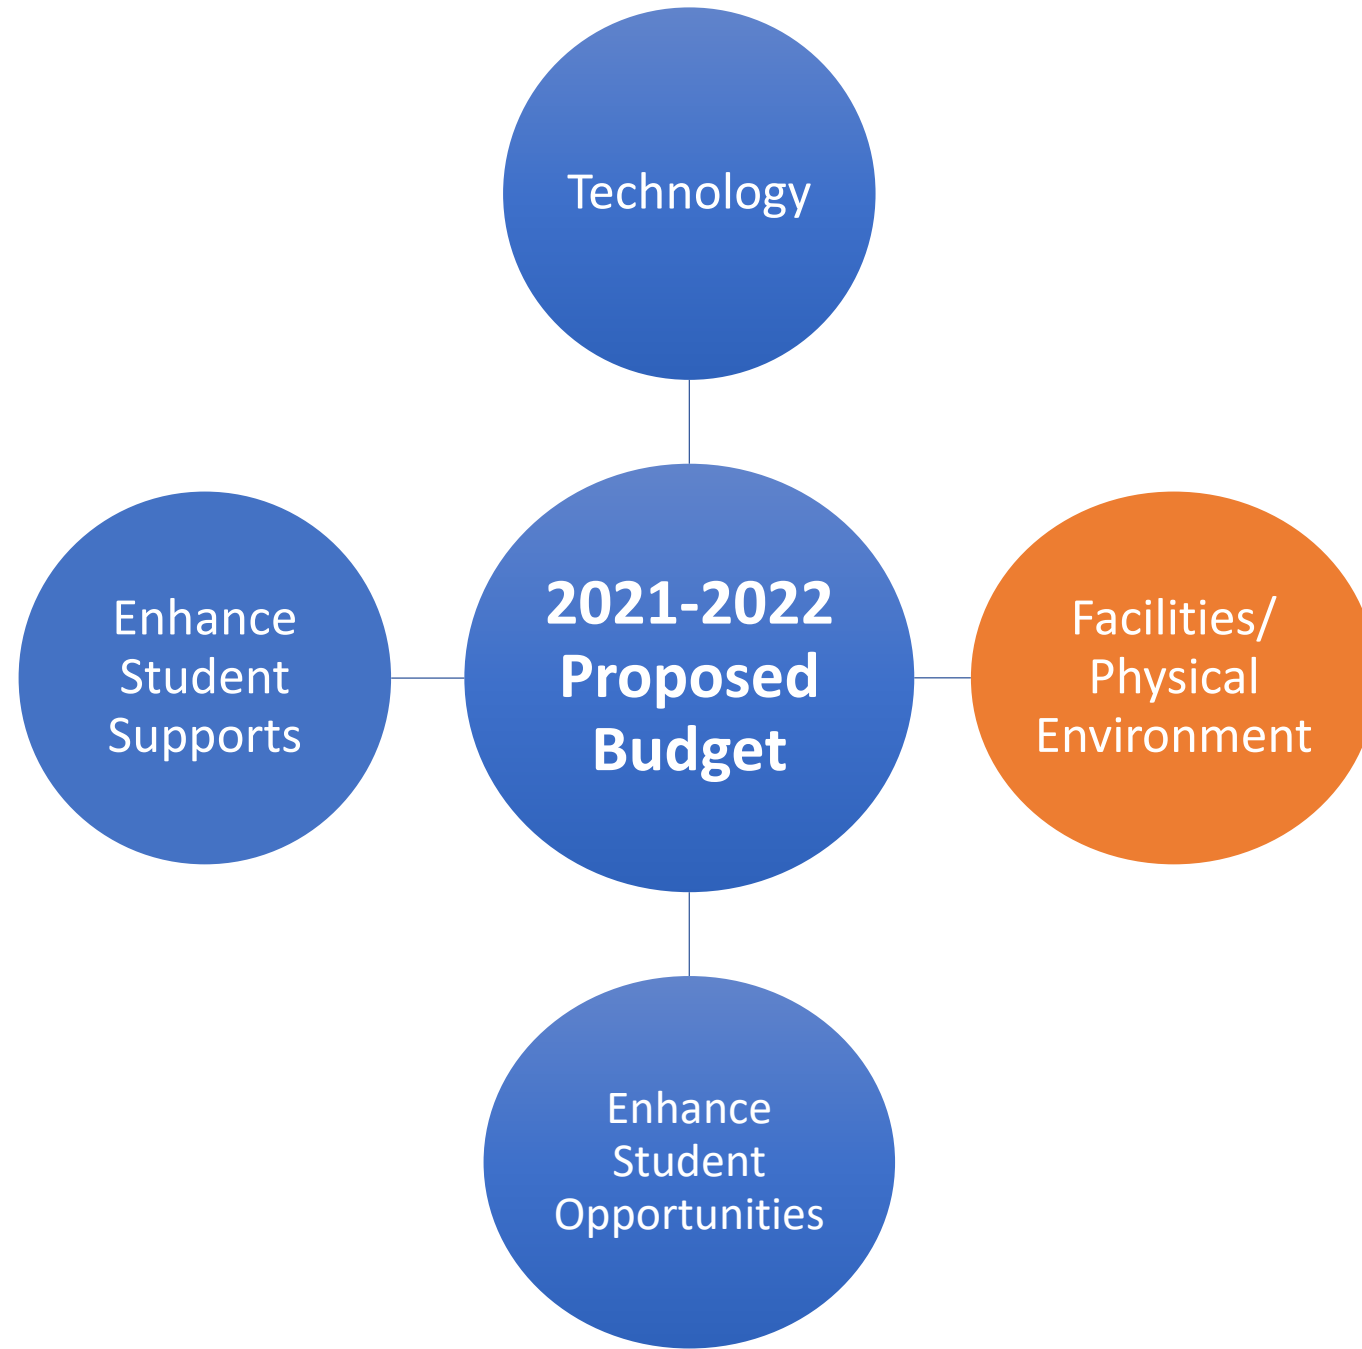 Technology
Enhance
Student
Supports
2021-2022
Proposed
Budget
Facilities/
Physical
Environment
Enhance
Student
Opportunities